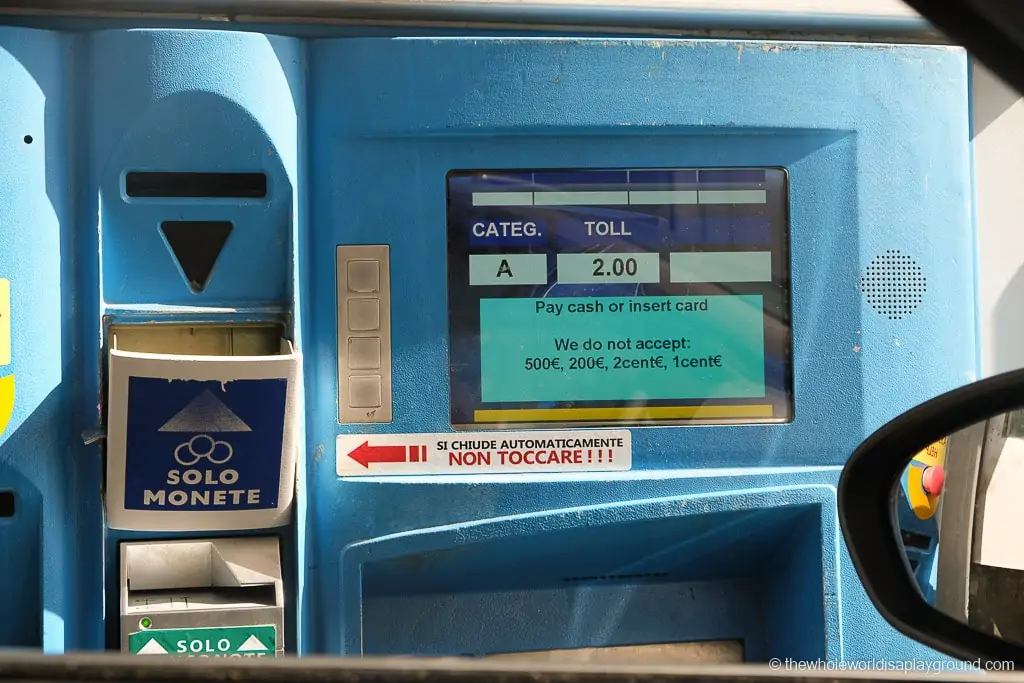 CATEG. TOLL
A 2.00
Pay cash or insert card
We do not accept:
500€, 200€, 2cent€, 1cent€
SI CHIUDE AUTOMATICAMENTE
NON TOCCARE!!!
SOLO
MONETE
SOLO
MONETE
© thewholeworldisaplayground.com